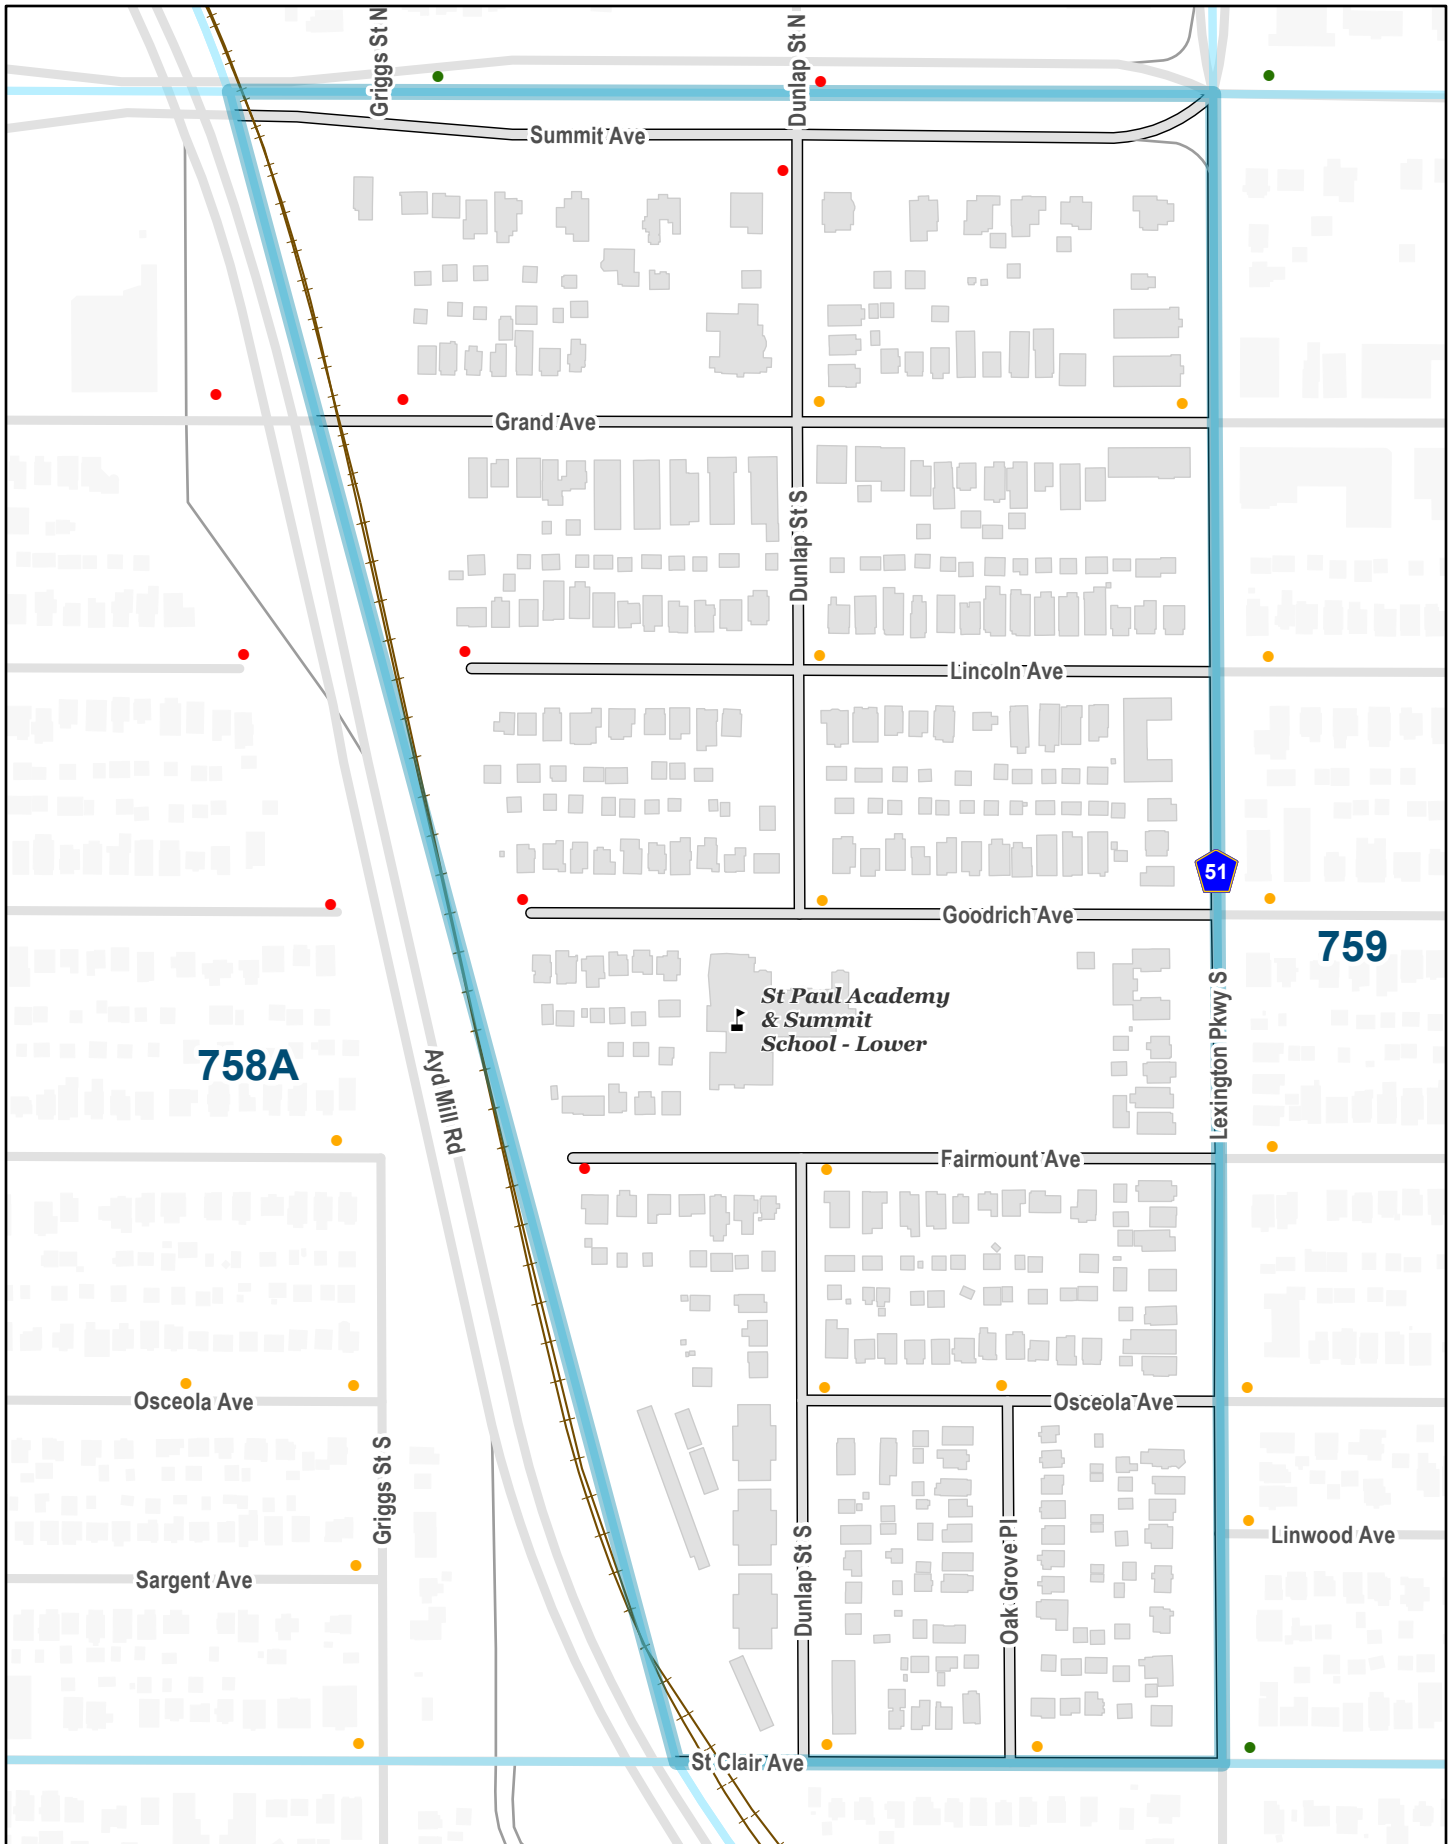 Griggs St N
Dunlap St N
Summit Ave
Grand Ave
Dunlap St S
Lincoln Ave
51
Goodrich Ave
759
St Paul Academy
& Summit
School - Lower
Lexington Pkwy S
758A
Ayd Mill Rd
Fairmount Ave
Osceola Ave
Osceola Ave
Griggs St S
Dunlap St S
Oak Grove Pl
Linwood Ave
Sargent Ave
St Clair Ave